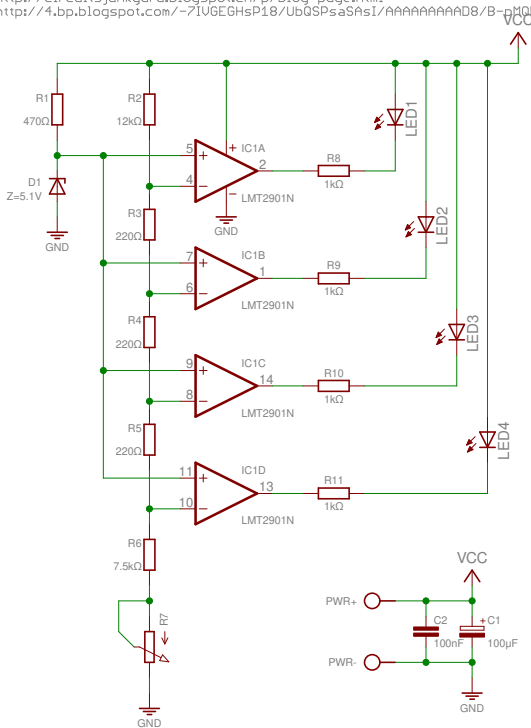 http://4.bp.blogspot.com/-7IVGEGHsP18/UbQSPsaSAsI/AAAAAAAAAD8/B-pMQ
VCC
R1
470Ω
R2
12kΩ
D1
Z=5.1V
GND
5
4
+
−
+
−
IC1A
2
LMT2901N
GND
R8
1kΩ
LED1
R3
220Ω
7
6
+
−
IC1B
1
LMT2901N
R9
1kΩ
LED2
R4
220Ω
9
8
+
−
IC1C
14
LMT2901N
R10
1kΩ
LED3
R5
220Ω
11
10
+
−
IC1D
13
LMT2901N
R11
1kΩ
LED4
R6
7.5kΩ
R7
GND
VCC
PWR+
PWR-
C2
100nF
+
C1
100µF
GND